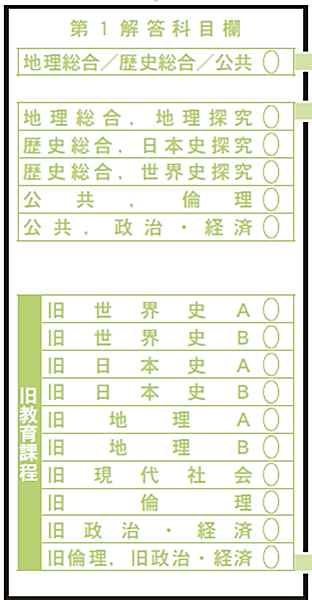 第1解答科目欄
地理総合／歴史総合／公共
地理総合，地理探究
歴史総合，日本史探究
歴史総合，世界史探究
公共，倫理
公共，政治・経済
旧教育課程
旧世界史A
旧世界史B
旧日本史A
旧日本史B
旧地理A
旧地理B
旧現代社会
旧倫理
旧政治・経済
旧倫理，旧政治・経済